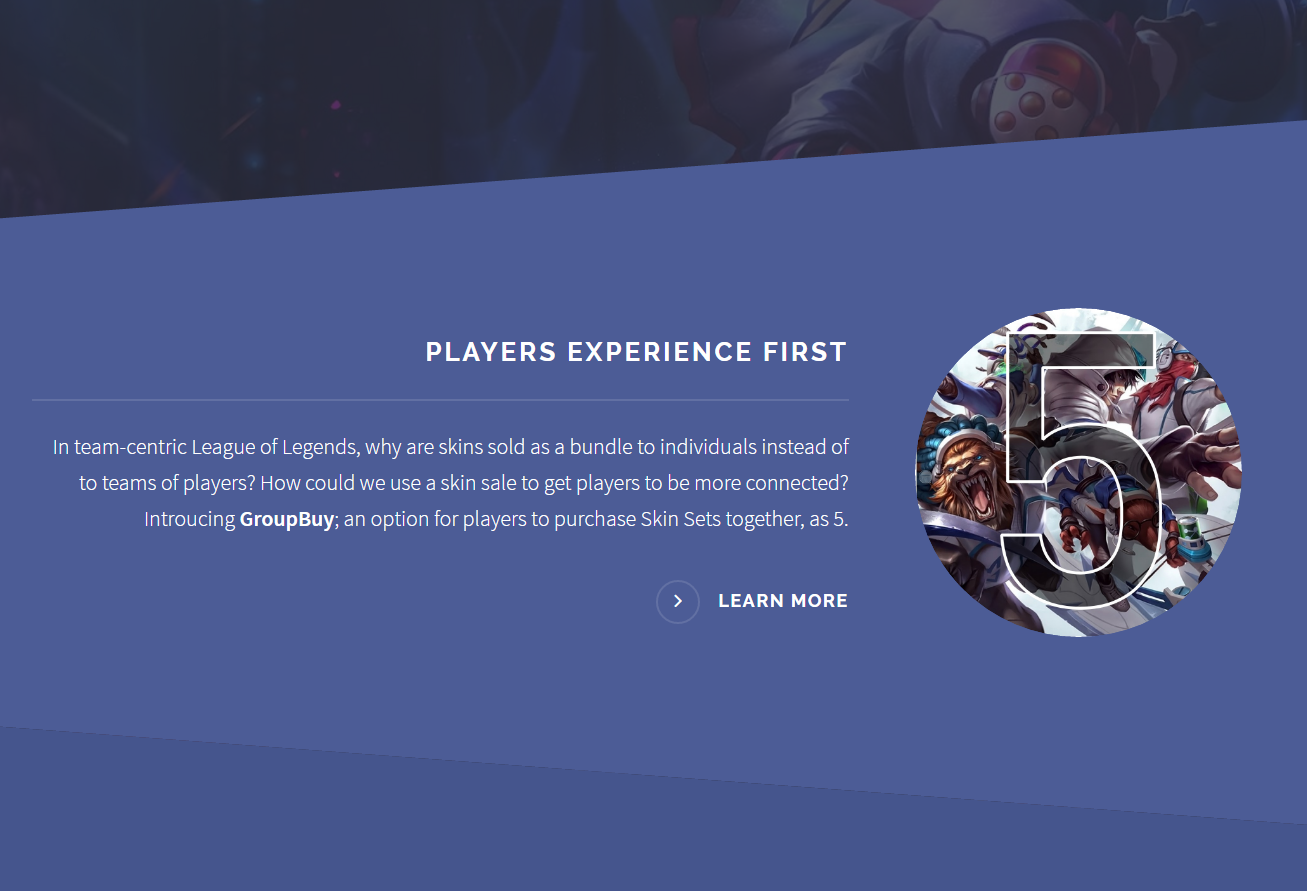 PLAYERS EXPERIENCE FIRST
In team-centric League of Legends, why are skins sold as a bundle to individuals instead of
to teams of players? How could we use a skin sale to get players to be more connected?
Introucing GroupBuy; an option for players to purchase Skin Sets together, as 5.
LEARN MORE
5